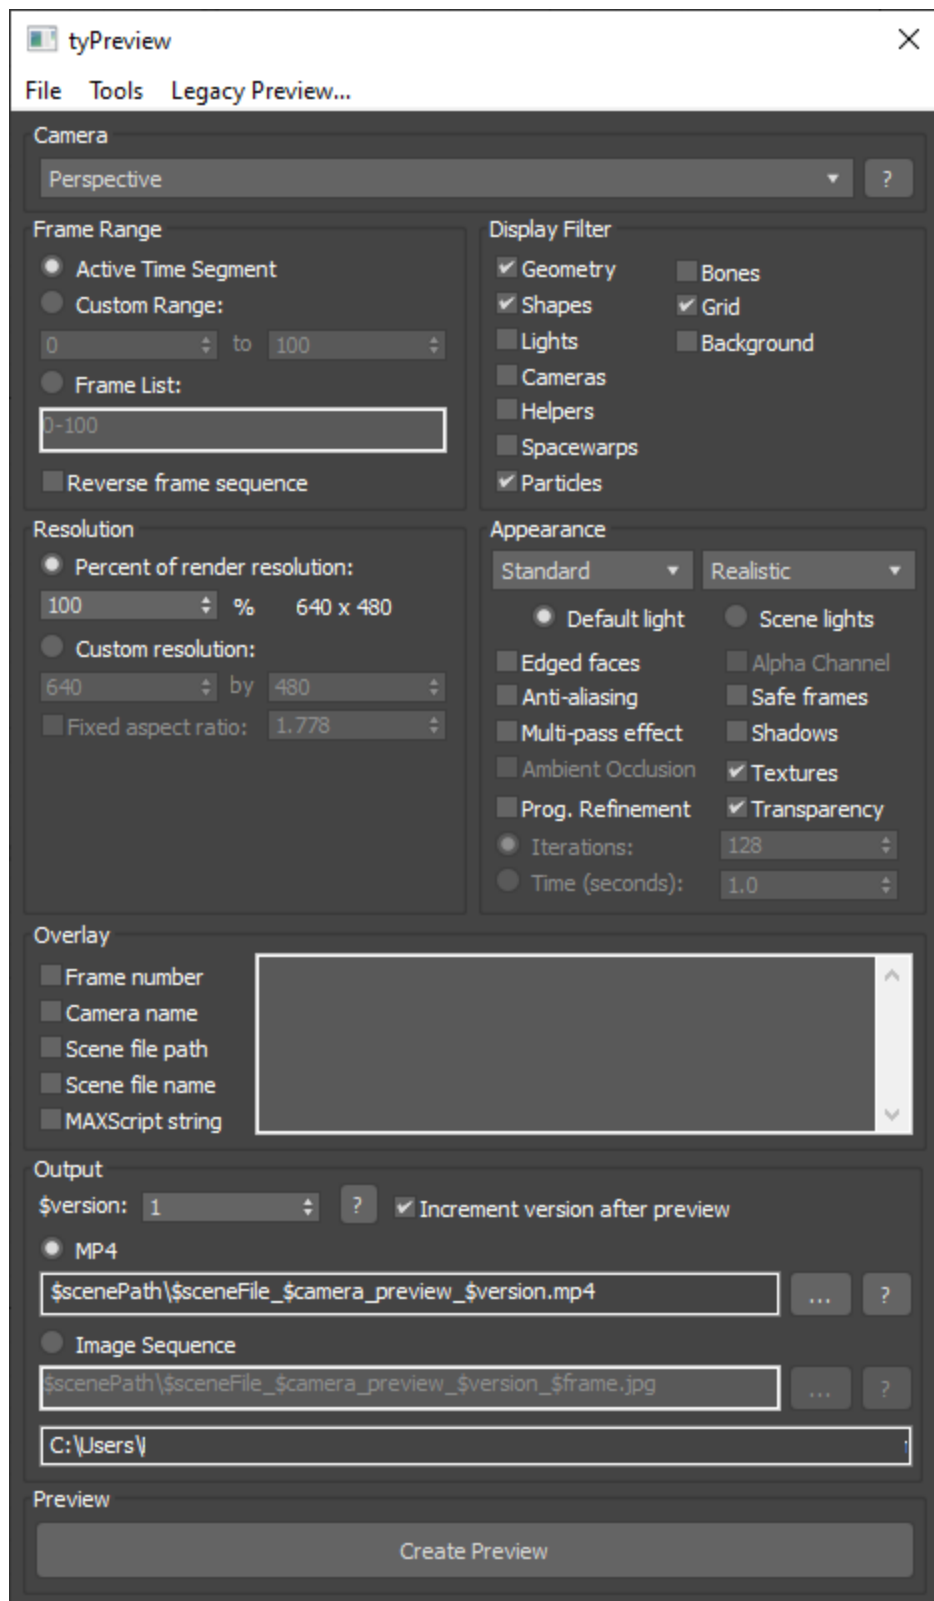 tyPreview
File Tools Legacy Preview...
Camera
Perspective ?
Frame Range
Active Time Segment
Custom Range:
0 to 100
Frame List:
0-100
Reverse frame sequence
Display Filter
Geometry Bones
Shapes Grid
Lights Background
Cameras
Helpers
Spacewarps
Particles
Resolution
Percent of render resolution:
100 % 640 x 480
Custom resolution:
640 by 480
Fixed aspect ratio: 1.778
Appearance
Standard Realistic
Default light Scene lights
Edged faces Alpha Channel
Anti-aliasing Safe frames
Multi-pass effect Shadows
Ambient Occlusion Textures
Prog. Refinement Transparency
Iterations: 128
Time (seconds): 1.0
Overlay
Frame number
Camera name
Scene file path
Scene file name
MAXScript string
Output
$version: 1 ? Increment version after preview
MP4
$scenePath\$sceneFile_$camera_preview_$version.mp4 ... ?
Image Sequence
$scenePath\$sceneFile_$camera_preview_$version_$frame.jpg ... ?
C:\Users\
Preview
Create Preview